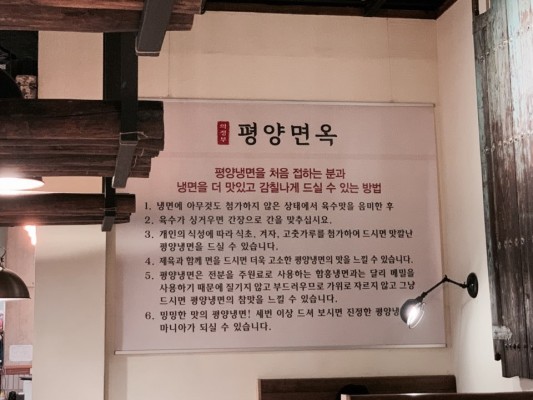 의정부 평양면옥
평양냉면을 처음 접하는 분과
냉면을 더 맛있고 감칠나게 드실 수 있는 방법
1. 냉면에 아무것도 첨가하지 않은 상태에서 육수맛을 음미한 후
2. 육수가 싱거우면 간장으로 간을 맞추십시요.
3. 개인의 식성에 따라 식초, 겨자, 고춧가루를 첨가하여 드시면 맛깔난
평양냉면을 드실 수 있습니다.
4. 제육과 함께 면을 드시면 더욱 고소한 평양냉면의 맛을 느낄 수 있습니다.
5. 평양냉면은 전분을 주원료로 사용하는 함흥냉면과는 달리 메밀을
사용하기 때문에 질기지 않고 부드러우므로 가위로 자르지않고 그냥
드시면 평양냉면의 참맛을 느낄 수 있습니다.
6. 밍밍한 맛의 평양냉면! 세번 이상 드셔 보시면 진정한 평양냉
마니아가 되실 수 있습니다.